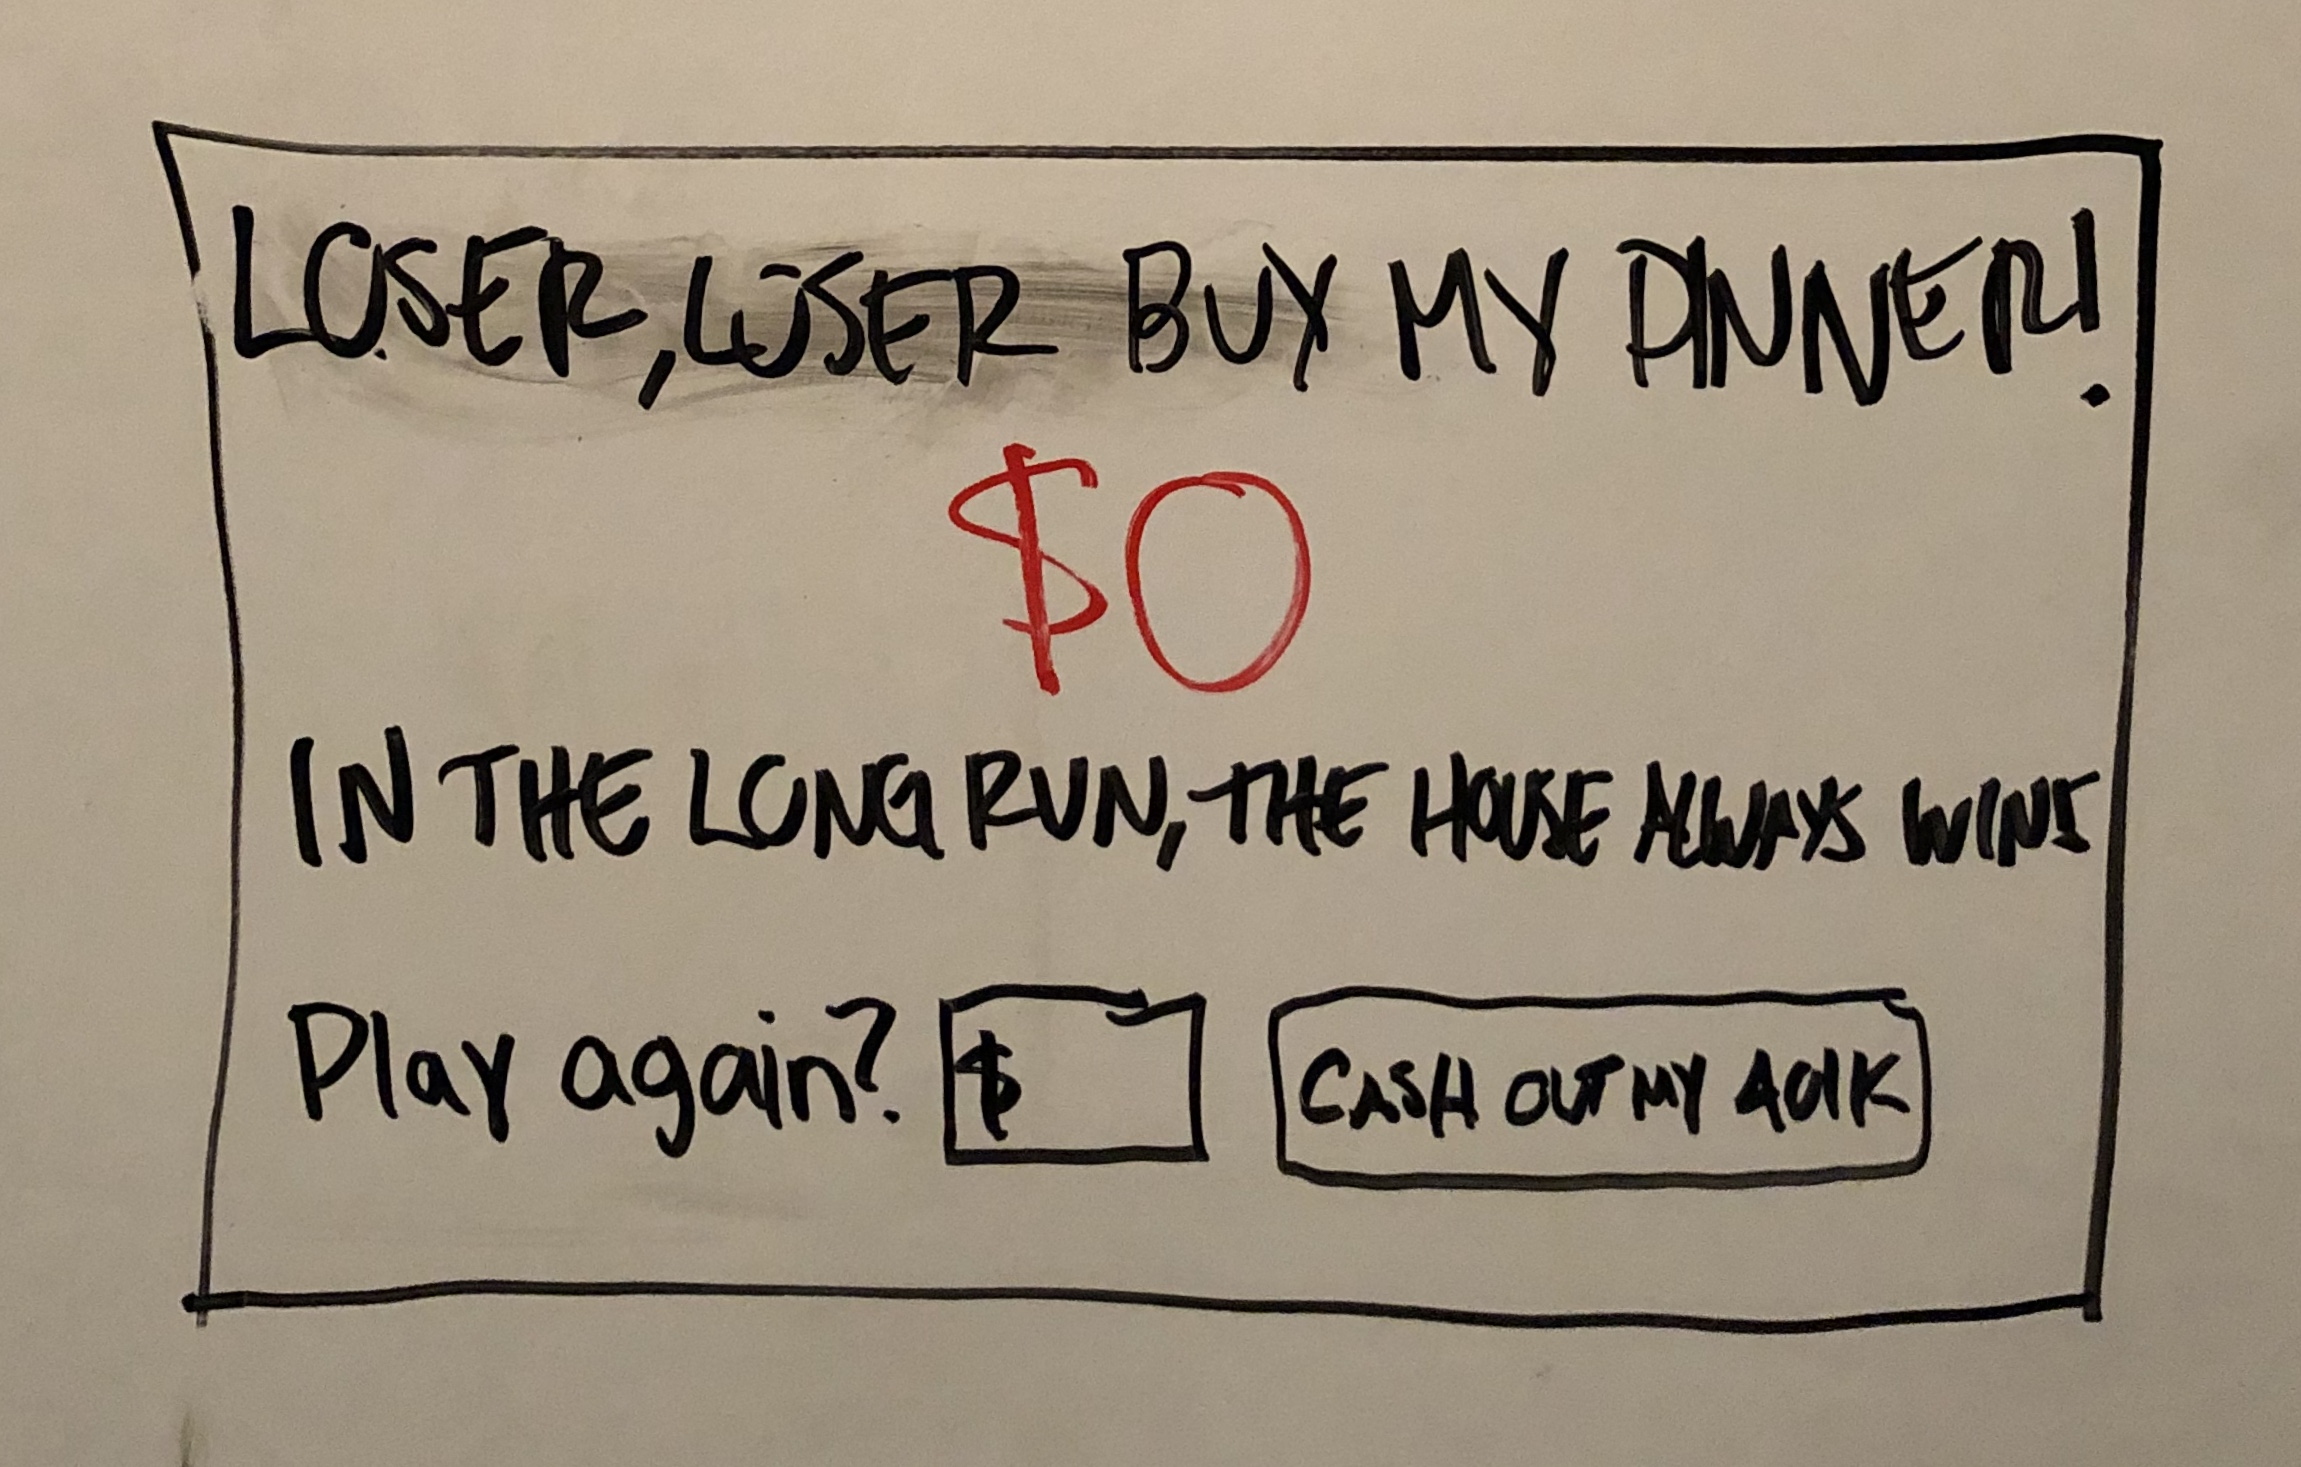 LOSER, LOSER BUY MY DINNER!
$0
IN THE LONG RUN, THE HOUSE ALWAYS WINS
Play again? $ CASH OUT MY 401K